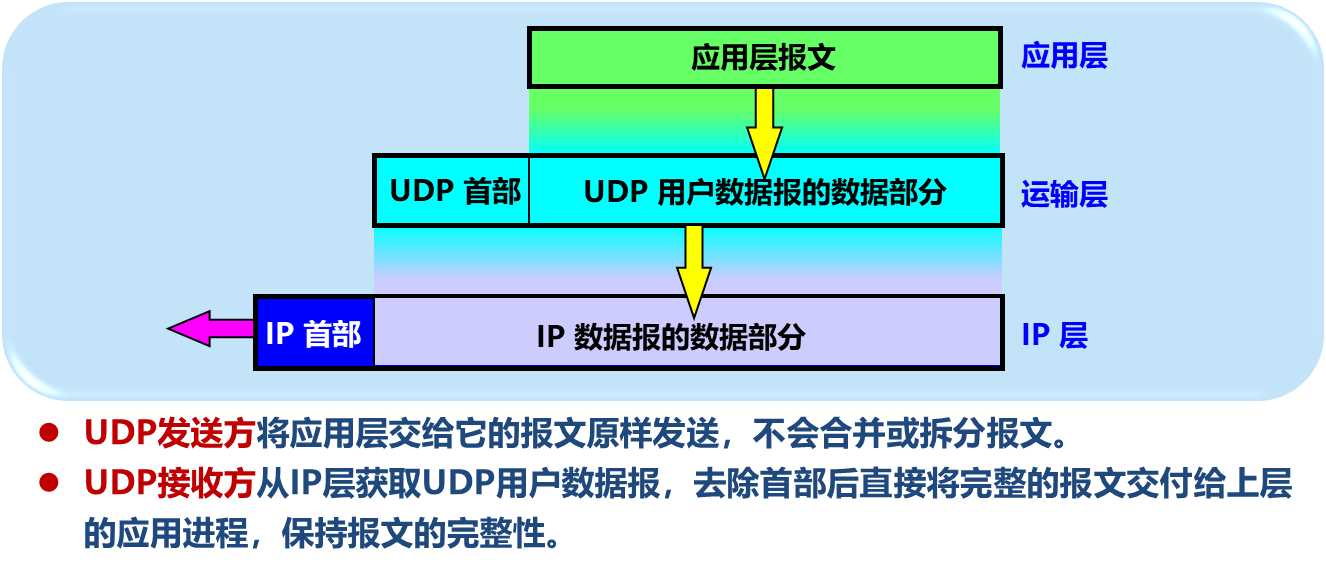 应用层报文 应用层
UDP 首部 UDP 用户数据报的数据部分 运输层
IP 首部 IP 数据报的数据部分 IP 层
● UDP发送方将应用层交给它的报文原样发送，不会合并或拆分报文。
● UDP接收方从IP层获取UDP用户数据报，去除首部后直接将完整的报文交付给上层
的应用进程，保持报文的完整性。